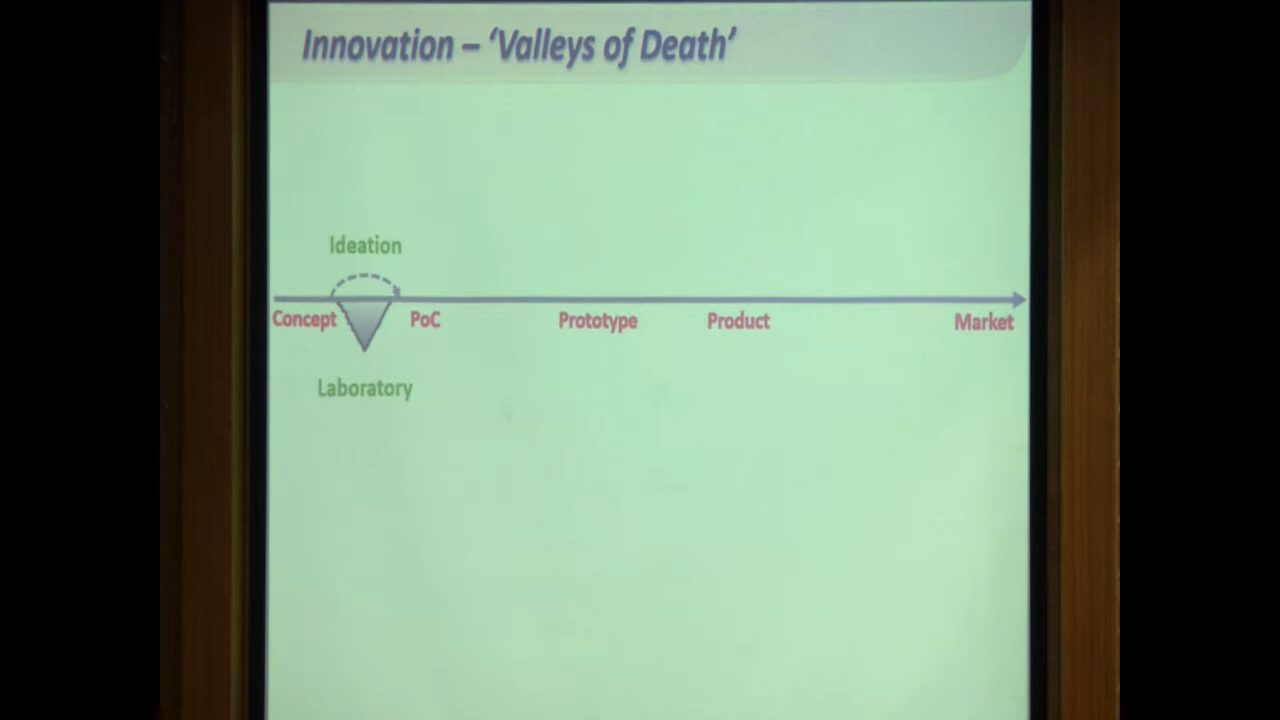 Innovation – ‘Valleys of Death’
Ideation
Concept PoC Prototype Product Market
Laboratory